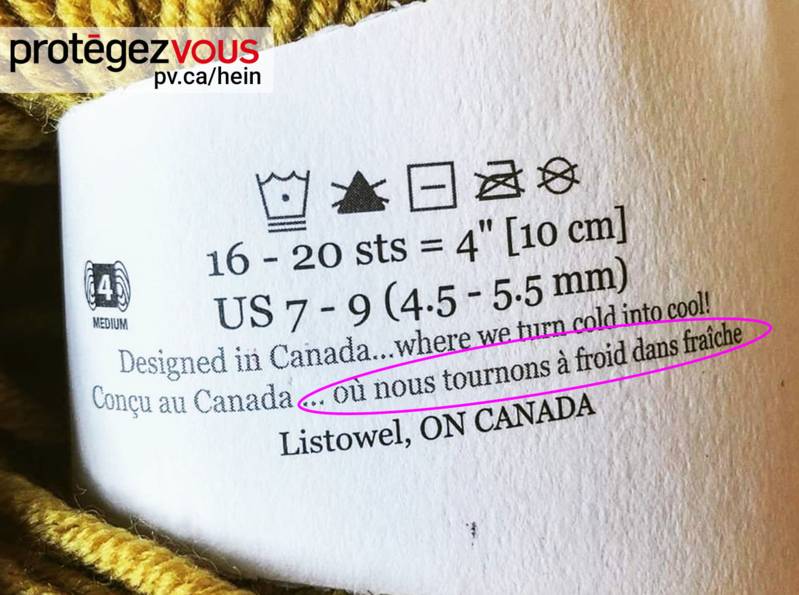 protégezvous
pv.ca/hein
16 - 20 sts = 4" [10 cm]
4
MEDIUM
US 7 - 9 (4.5 - 5.5 mm)
Designed in Canada...where we turn cold into cool!
Conçu au Canada ... où nous tournons à froid dans fraîche
Listowel, ON CANADA